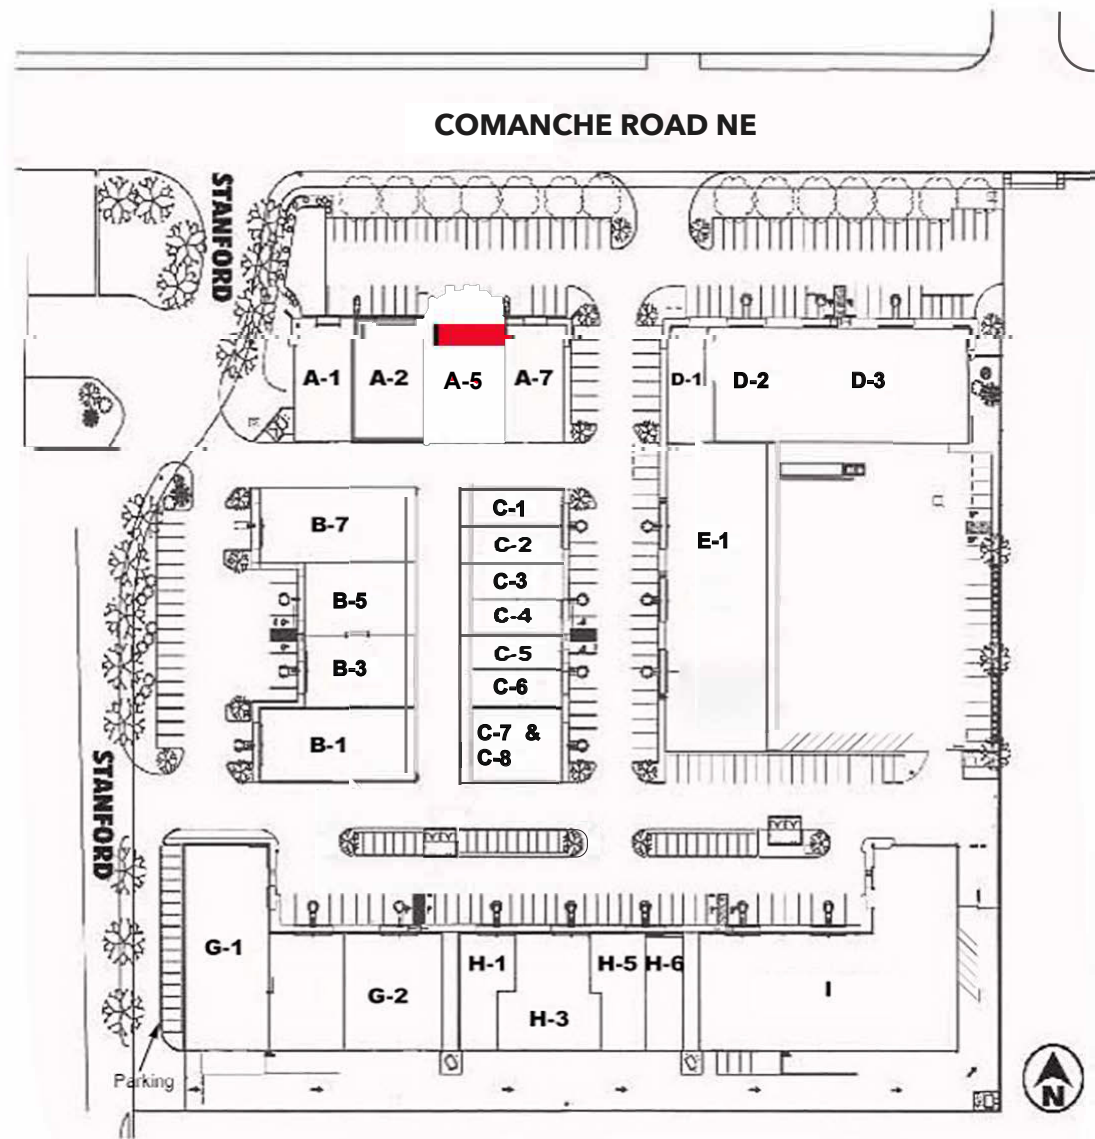 COMANCHE ROAD NE
STANFORD
A-1
A-2
A-5
A-7
D-1
D-2
D-3
B-7
B-5
B-3
B-1
C-1
C-2
C-3
C-4
C-5
C-6
C-7 &
C-8
E-1
STANFORD
G-1
G-2
H-1
H-3
H-5
H-6
I
Parking
N